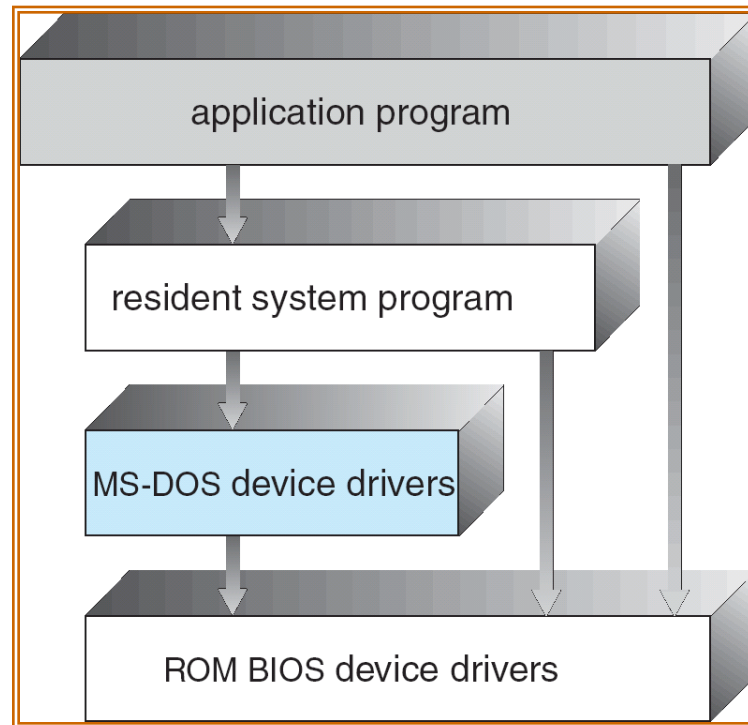 application program
resident system program
MS-DOS device drivers
ROM BIOS device drivers